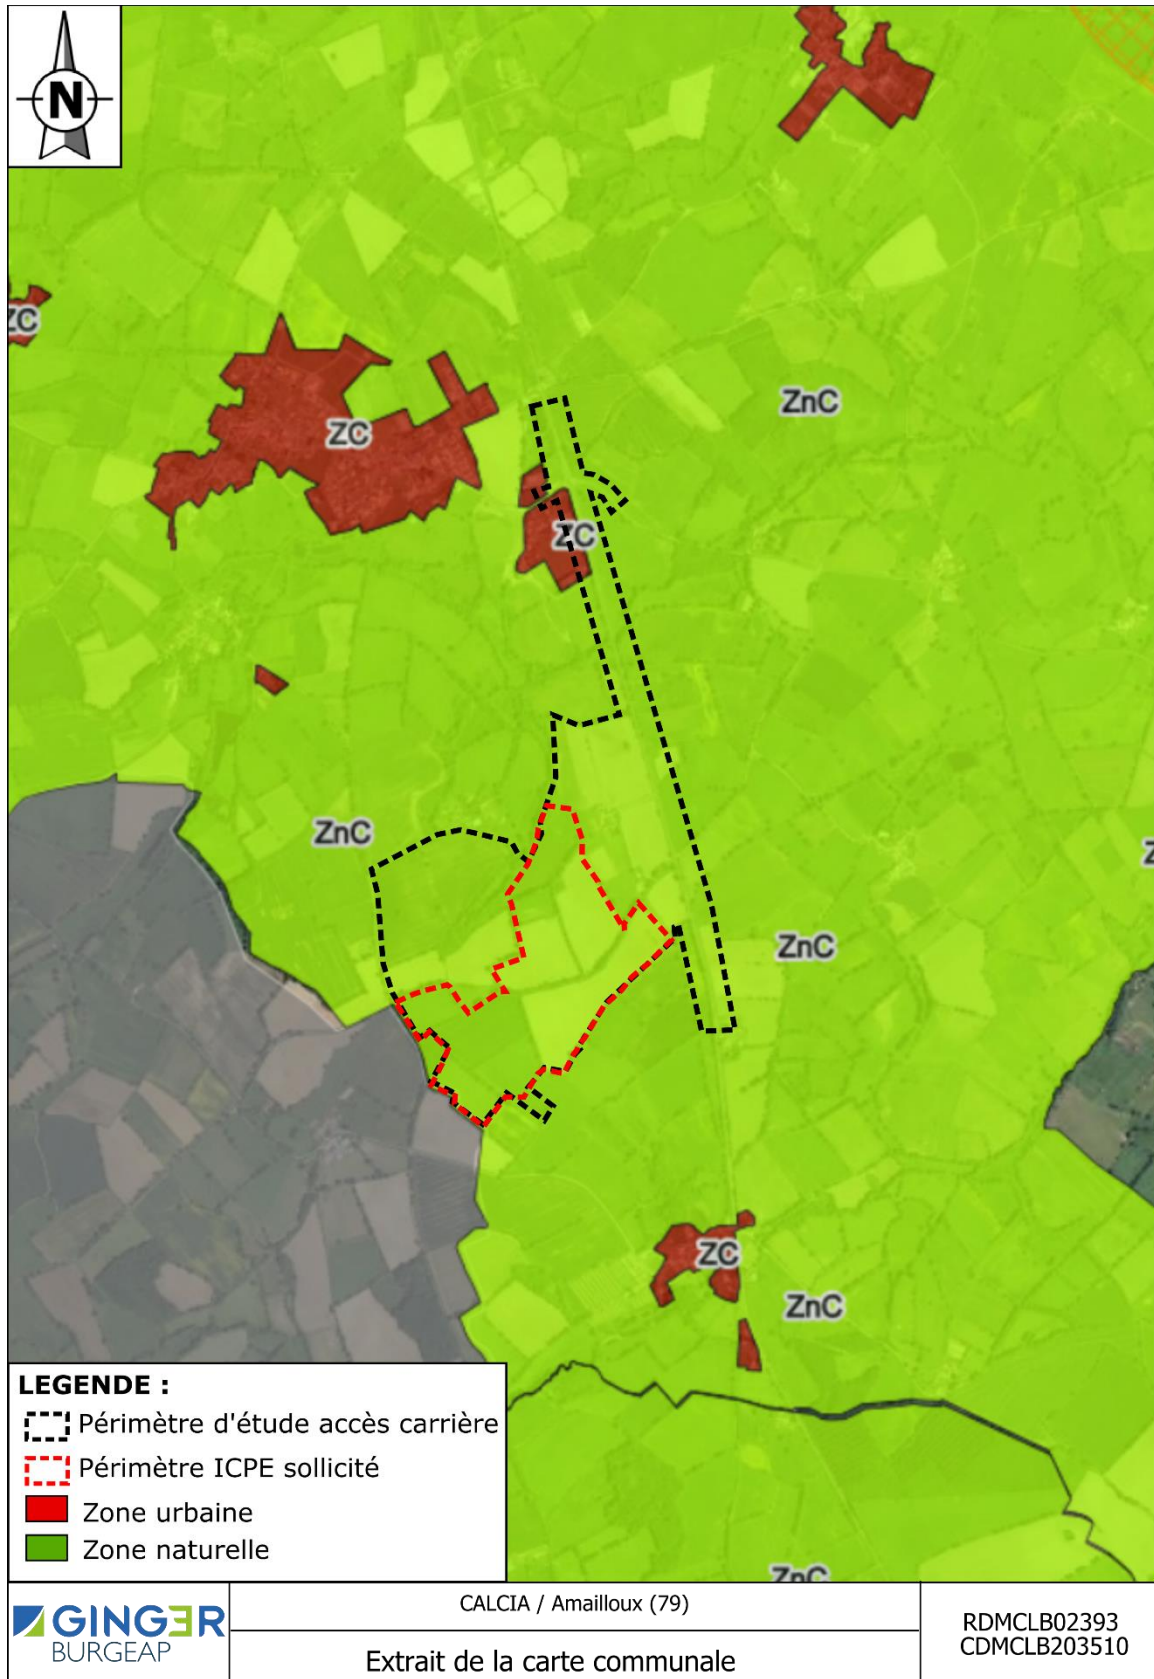 N
ZC
ZnC
ZC
ZC
ZnC
ZnC
ZC
ZnC
ZnC
LEGENDE :
Périmètre d'étude accès carrière
Périmètre ICPE sollicité
Zone urbaine
Zone naturelle
GINGER
BURGEAP
CALCIA / Amailloux (79)
Extrait de la carte communale
RDMCLB02393
CDMCLB203510